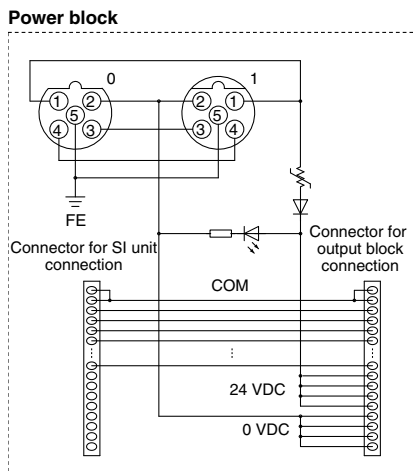 Power block
0
1
1 2
5
4 3
2 1
5
3 4
FE
Connector for SI unit
connection
Connector for
output block
connection
COM
24 VDC
0 VDC